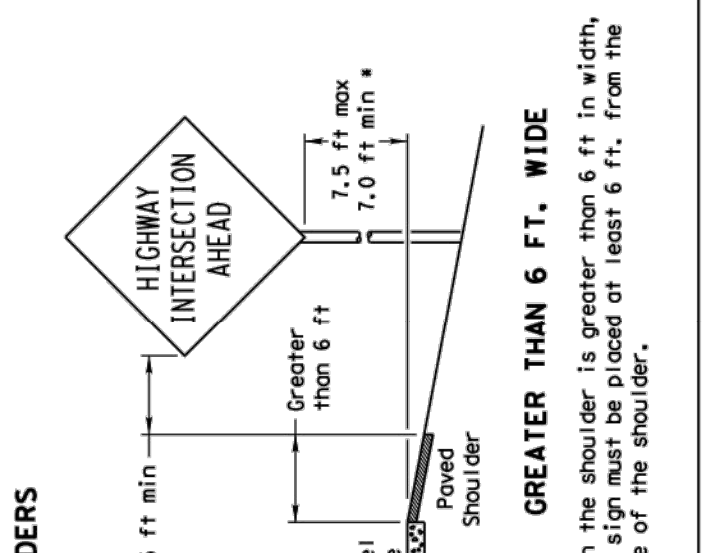 DERS
HIGHWAY
INTERSECTION
AHEAD
7.5 ft max
7.0 ft min *
ft min
Greater
than 6 ft
Paved
Shoulder
GREATER THAN 6 FT. WIDE
the shoulder is greater than 6 ft in width,
sign must be placed at least 6 ft. from the
of the shoulder.